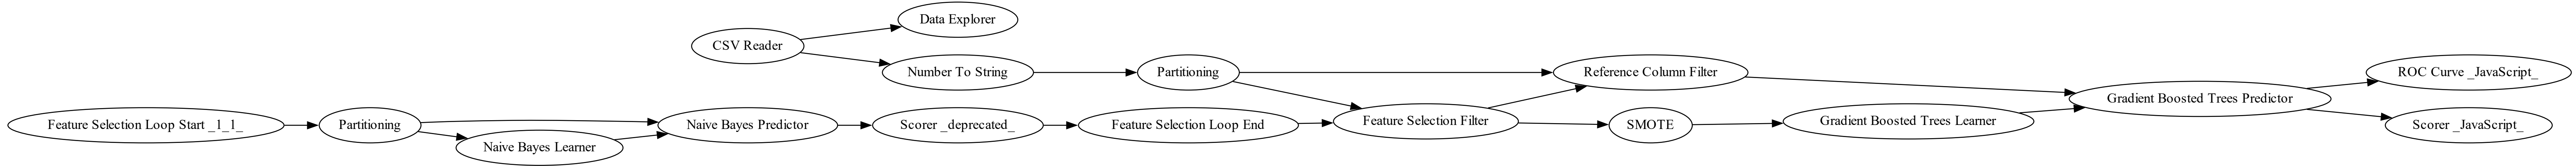 Data Explorer
CSV Reader
Number To String
Partitioning
Reference Column Filter
ROC Curve _JavaScript_
Gradient Boosted Trees Predictor
Feature Selection Loop Start _1_1_
Partitioning
Naive Bayes Predictor
Scorer _deprecated_
Feature Selection Loop End
Feature Selection Filter
SMOTE
Gradient Boosted Trees Learner
Scorer _JavaScript_
Naive Bayes Learner